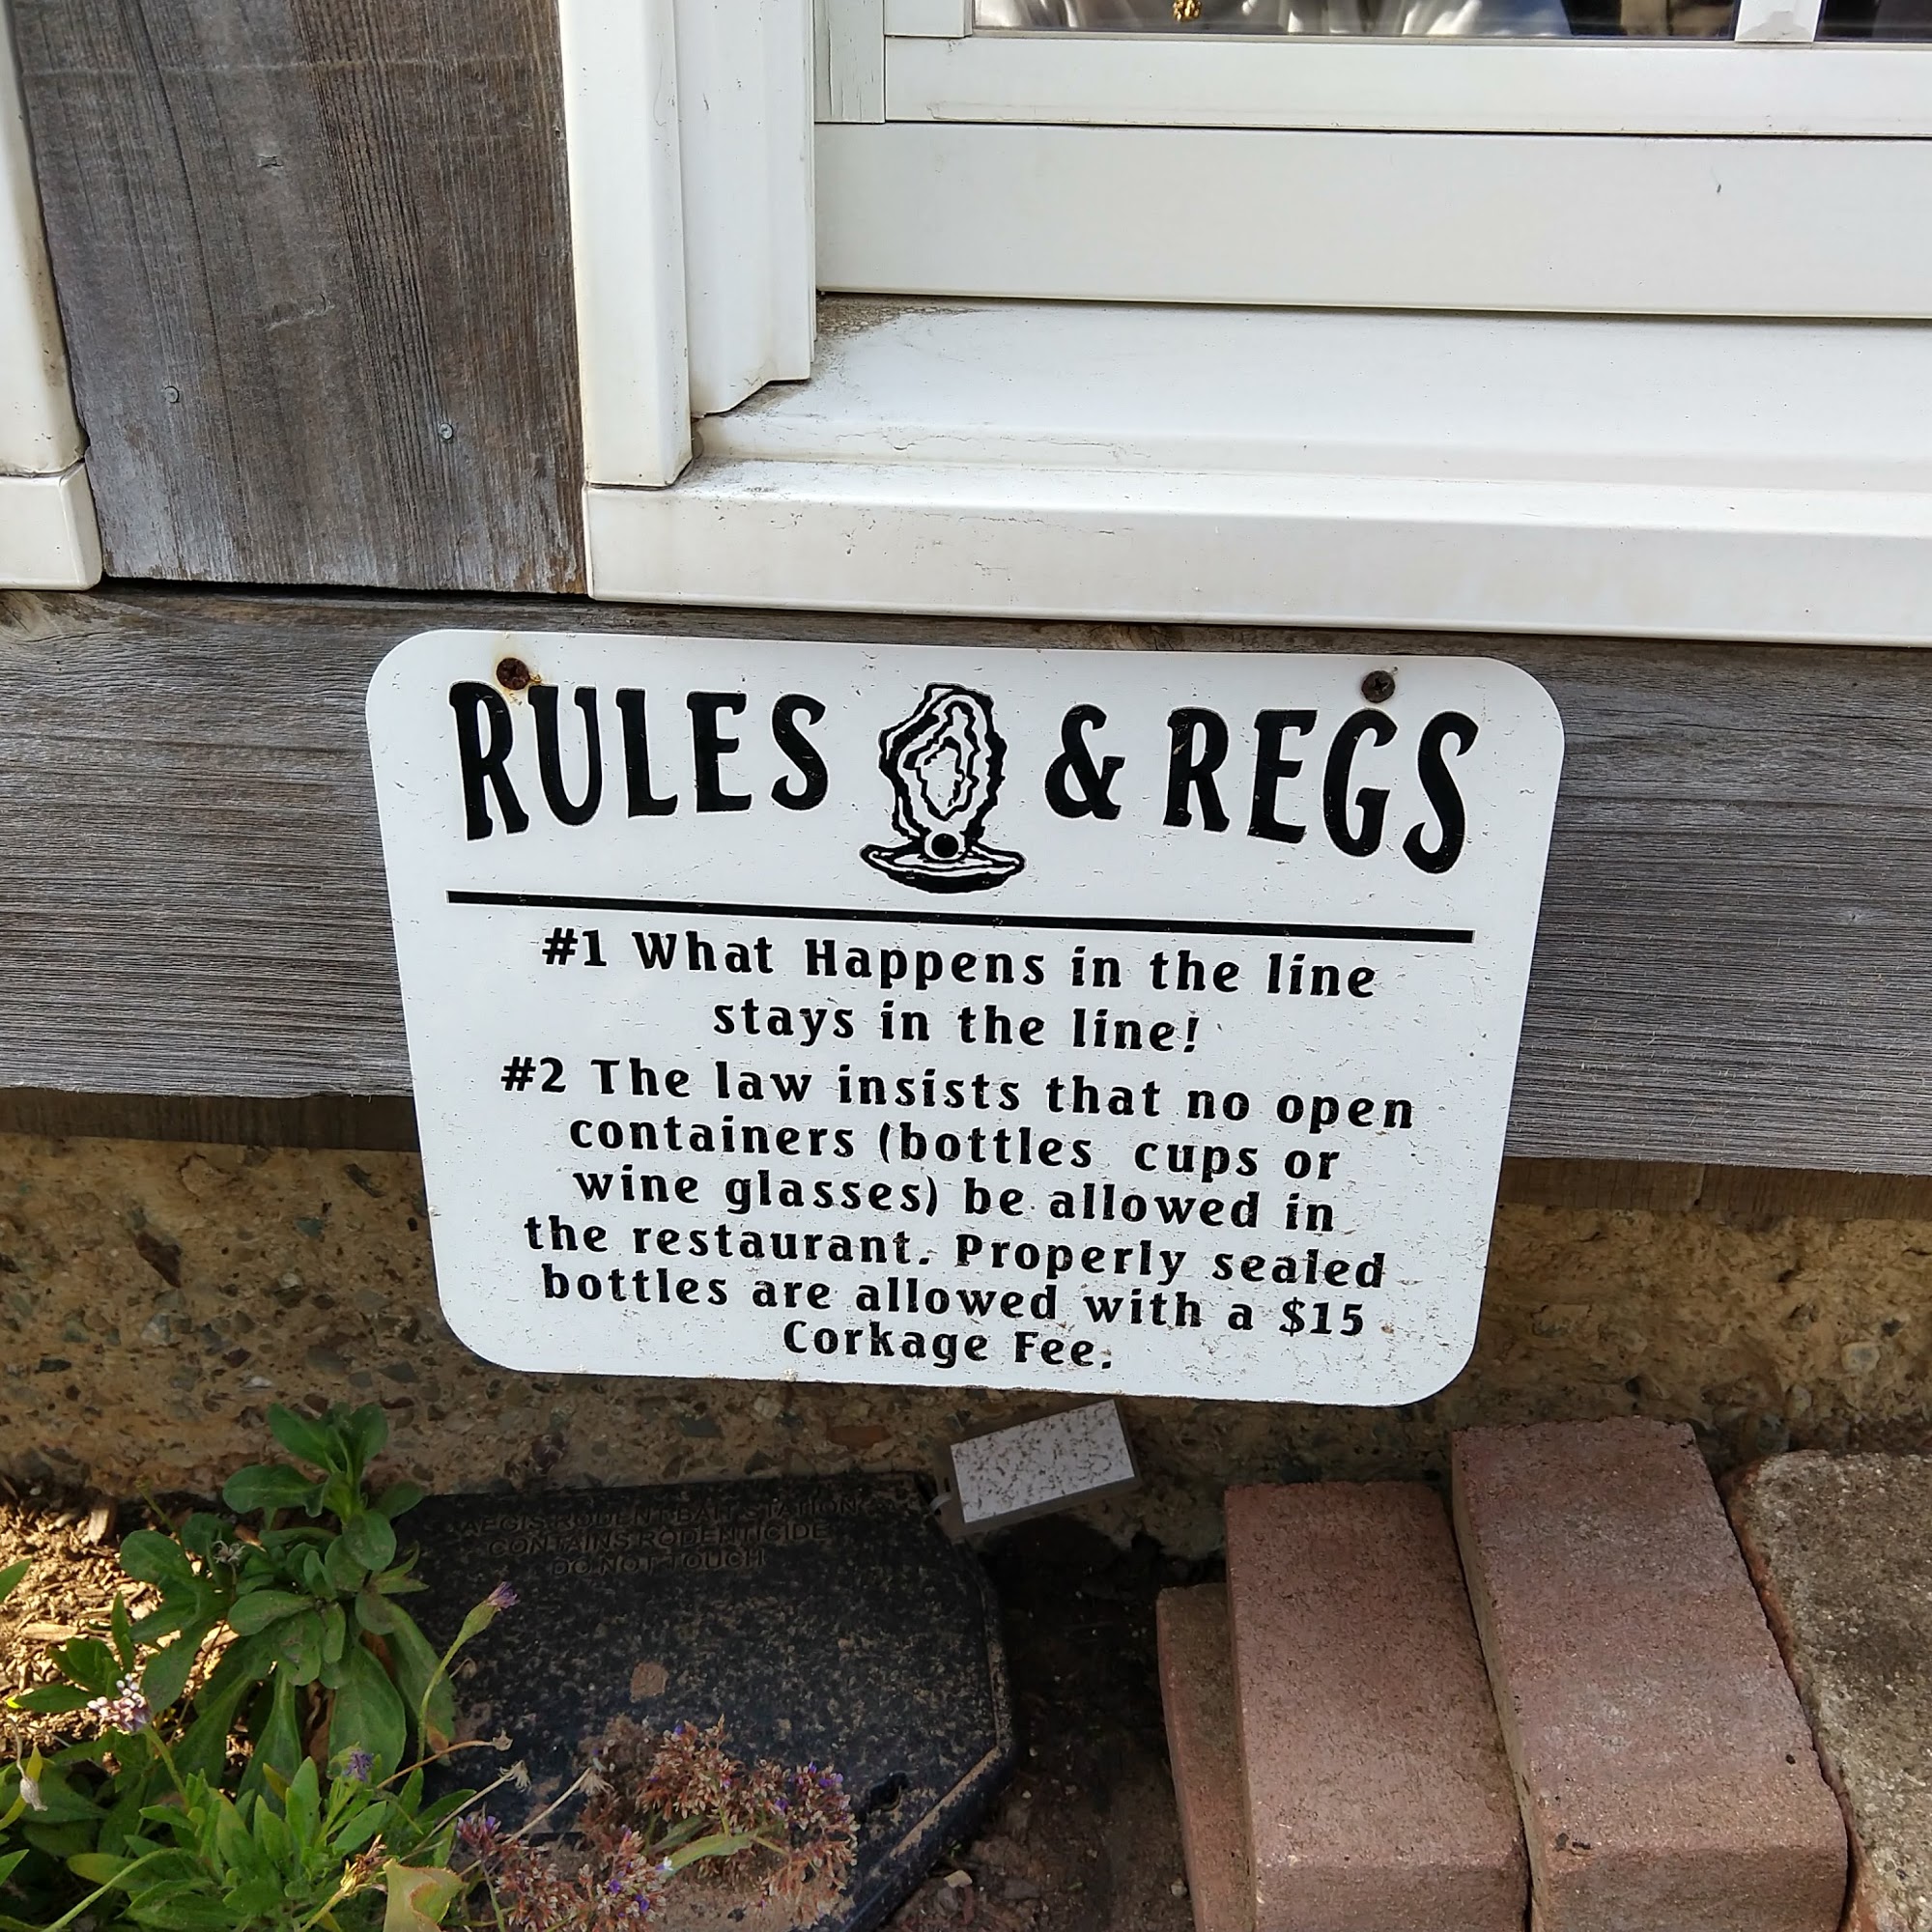 RULES & REGS
#1 What Happens in the line
stays in the line!
#2 The law insists that no open
containers (bottles cups or
wine glasses) be allowed in
the restaurant. Properly sealed
bottles are allowed with a $15
Corkage Fee.
AEGIS RODENT BAIT STATION
CONTAINS RODENTICIDE
DO NOT TOUCH